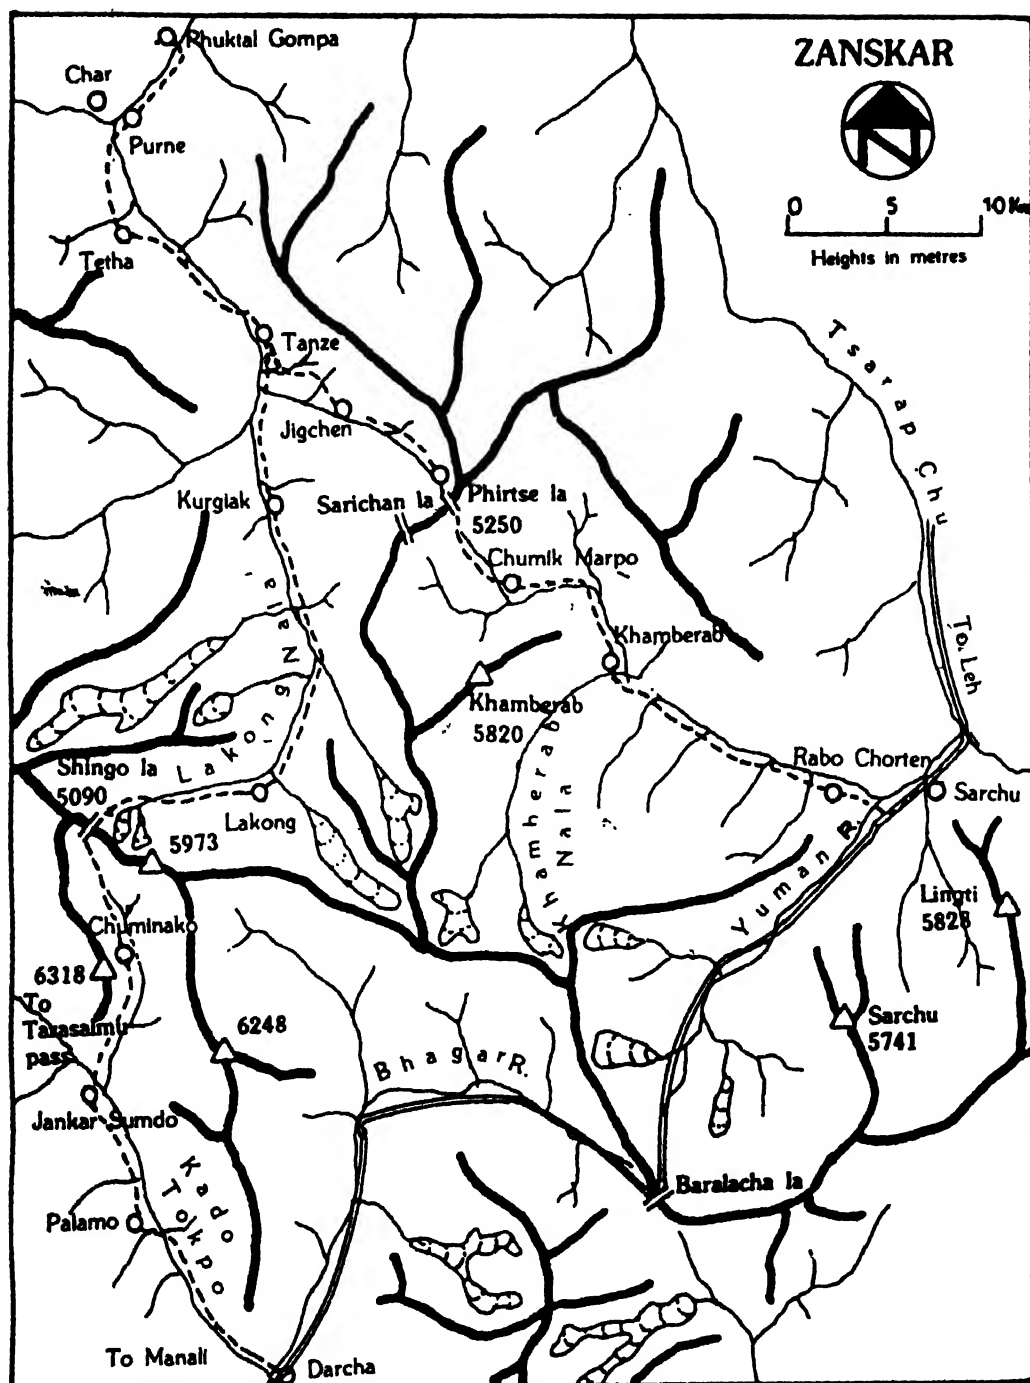 ZANSKAR
N
0 5 10 Km
Heights in metres
Phuktal Gompa
Char
Purne
Tetha
Tanze
Jigchen
Kurgiak
Sarichan la
Phirtse la
5250
Chumik Marpo
Tsarap Chu
To Leh
Khamberab
Khamberab
5820
Lakong Nala
Shingo la
5090
Lakong
5973
Khamberab
Nala
Rabo Chorten
Sarchu
Yuman R.
Lingti
5828
Chuminako
6318
To
pass
6248
Sarchu
5741
Bhagar R.
Jankar Sumdo
Kado
Tokpo
Palamo
Baralacha la
To Manali
Darcha